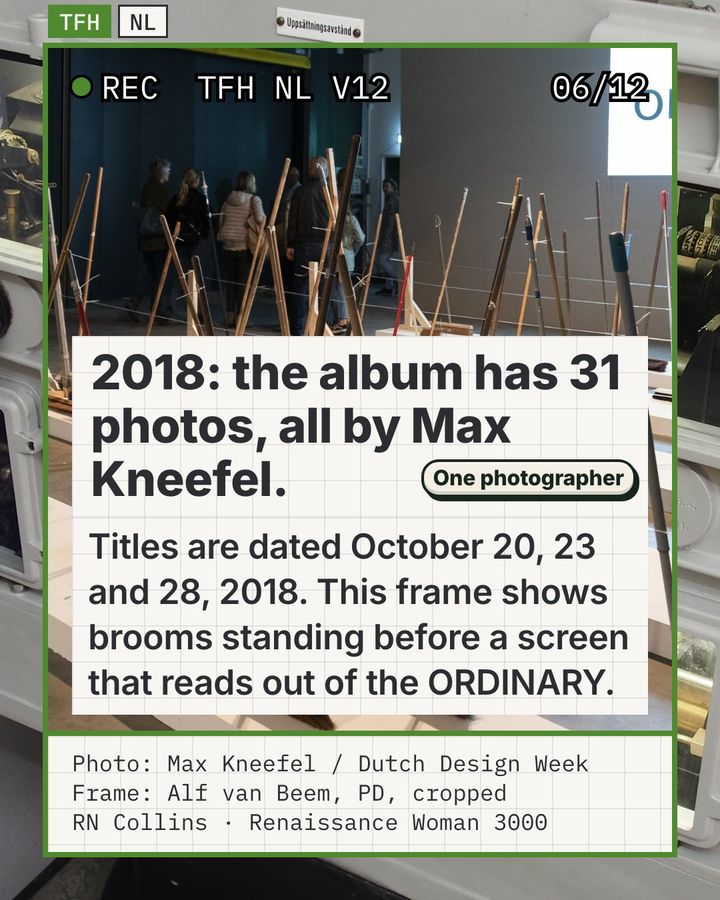 TFH NL
Uppsättningsavstånd
REC TFH NL V12 06/12
2018: the album has 31
photos, all by Max
Kneefel.
One photographer
Titles are dated October 20, 23
and 28, 2018. This frame shows
brooms standing before a screen
that reads out of the ORDINARY.
Photo: Max Kneefel / Dutch Design Week
Frame: Alf van Beem, PD, cropped
RN Collins · Renaissance Woman 3000